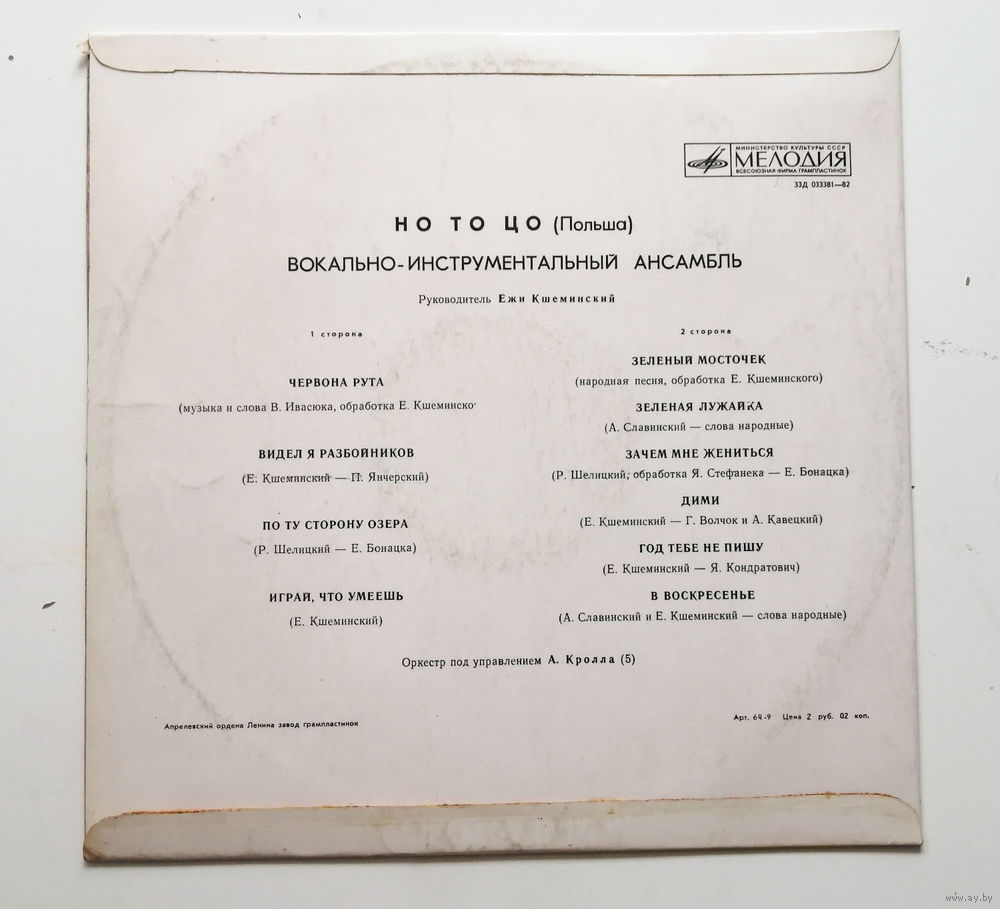 МИНИСТЕРСТВО КУЛЬТУРЫ СССР
МЕЛОДИЯ
ВСЕСОЮЗНАЯ ФИРМА ГРАМПЛАСТИНОК
33Д 033381—82
НО ТО ЦО (Польша)
ВОКАЛЬНО-ИНСТРУМЕНТАЛЬНЫЙ АНСАМБЛЬ
Руководитель Ежи Кшеминский
1 сторона
ЧЕРВОНА РУТА
(музыка и слова В. Ивасюка, обработка Е. Кшеминско
ВИДЕЛ Я РАЗБОЙНИКОВ
(Е. Кшеминский — П. Янчерский)
ПО ТУ СТОРОНУ ОЗЕРА
(Р. Шелицкий — Е. Бонацка)
ИГРАЙ, ЧТО УМЕЕШЬ
(Е. Кшеминский)
2 сторона
ЗЕЛЕНЫЙ МОСТОЧЕК
(народная песня, обработка Е. Кшеминского)
ЗЕЛЕНАЯ ЛУЖАЙКА
(А. Славинский — слова народные)
ЗАЧЕМ МНЕ ЖЕНИТЬСЯ
(Р. Шелицкий, обработка Я. Стефанека — Е. Бонацка)
ДИМИ
(Е. Кшеминский — Г. Волчок и А. Кавецкий)
ГОД ТЕБЕ НЕ ПИШУ
(Е. Кшеминский — Я. Кондратович)
В ВОСКРЕСЕНЬЕ
(А. Славинский и Е. Кшеминский — слова народные)
Оркестр под управлением А. Кролла (5)
Апрелевский ордена Ленина завод грампластинок
Арт. 64-9 Цена 2 руб. 02 коп.
www.ay.by